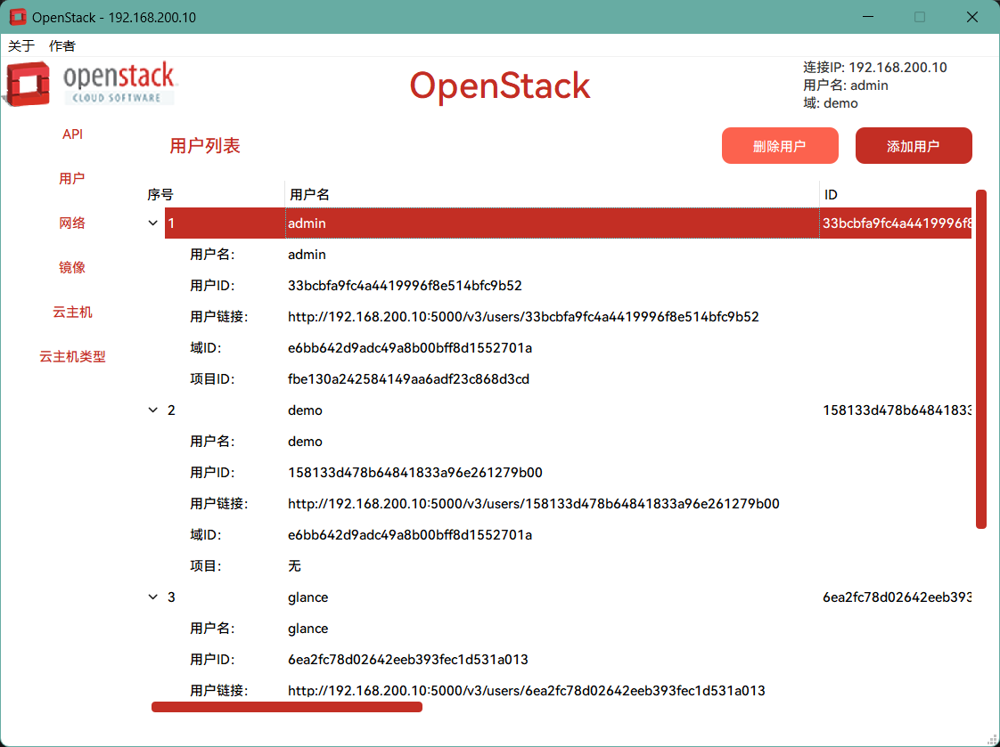 OpenStack - 192.168.200.10
关于 作者
openstack
CLOUD SOFTWARE
OpenStack
连接IP: 192.168.200.10
用户名: admin
域: demo
API
用户
网络
镜像
云主机
云主机类型
用户列表
删除用户 添加用户
序号 用户名 ID
1 admin 33bcbfa9fc4a4419996f8
用户名: admin
用户ID: 33bcbfa9fc4a4419996f8e514bfc9b52
用户链接: http://192.168.200.10:5000/v3/users/33bcbfa9fc4a4419996f8e514bfc9b52
域ID: e6bb642d9adc49a8b00bff8d1552701a
项目ID: fbe130a242584149aa6adf23c868d3cd
2 demo 158133d478b64841833
用户名: demo
用户ID: 158133d478b64841833a96e261279b00
用户链接: http://192.168.200.10:5000/v3/users/158133d478b64841833a96e261279b00
域ID: e6bb642d9adc49a8b00bff8d1552701a
项目: 无
3 glance 6ea2fc78d02642eeb393
用户名: glance
用户ID: 6ea2fc78d02642eeb393fec1d531a013
用户链接: http://192.168.200.10:5000/v3/users/6ea2fc78d02642eeb393fec1d531a013